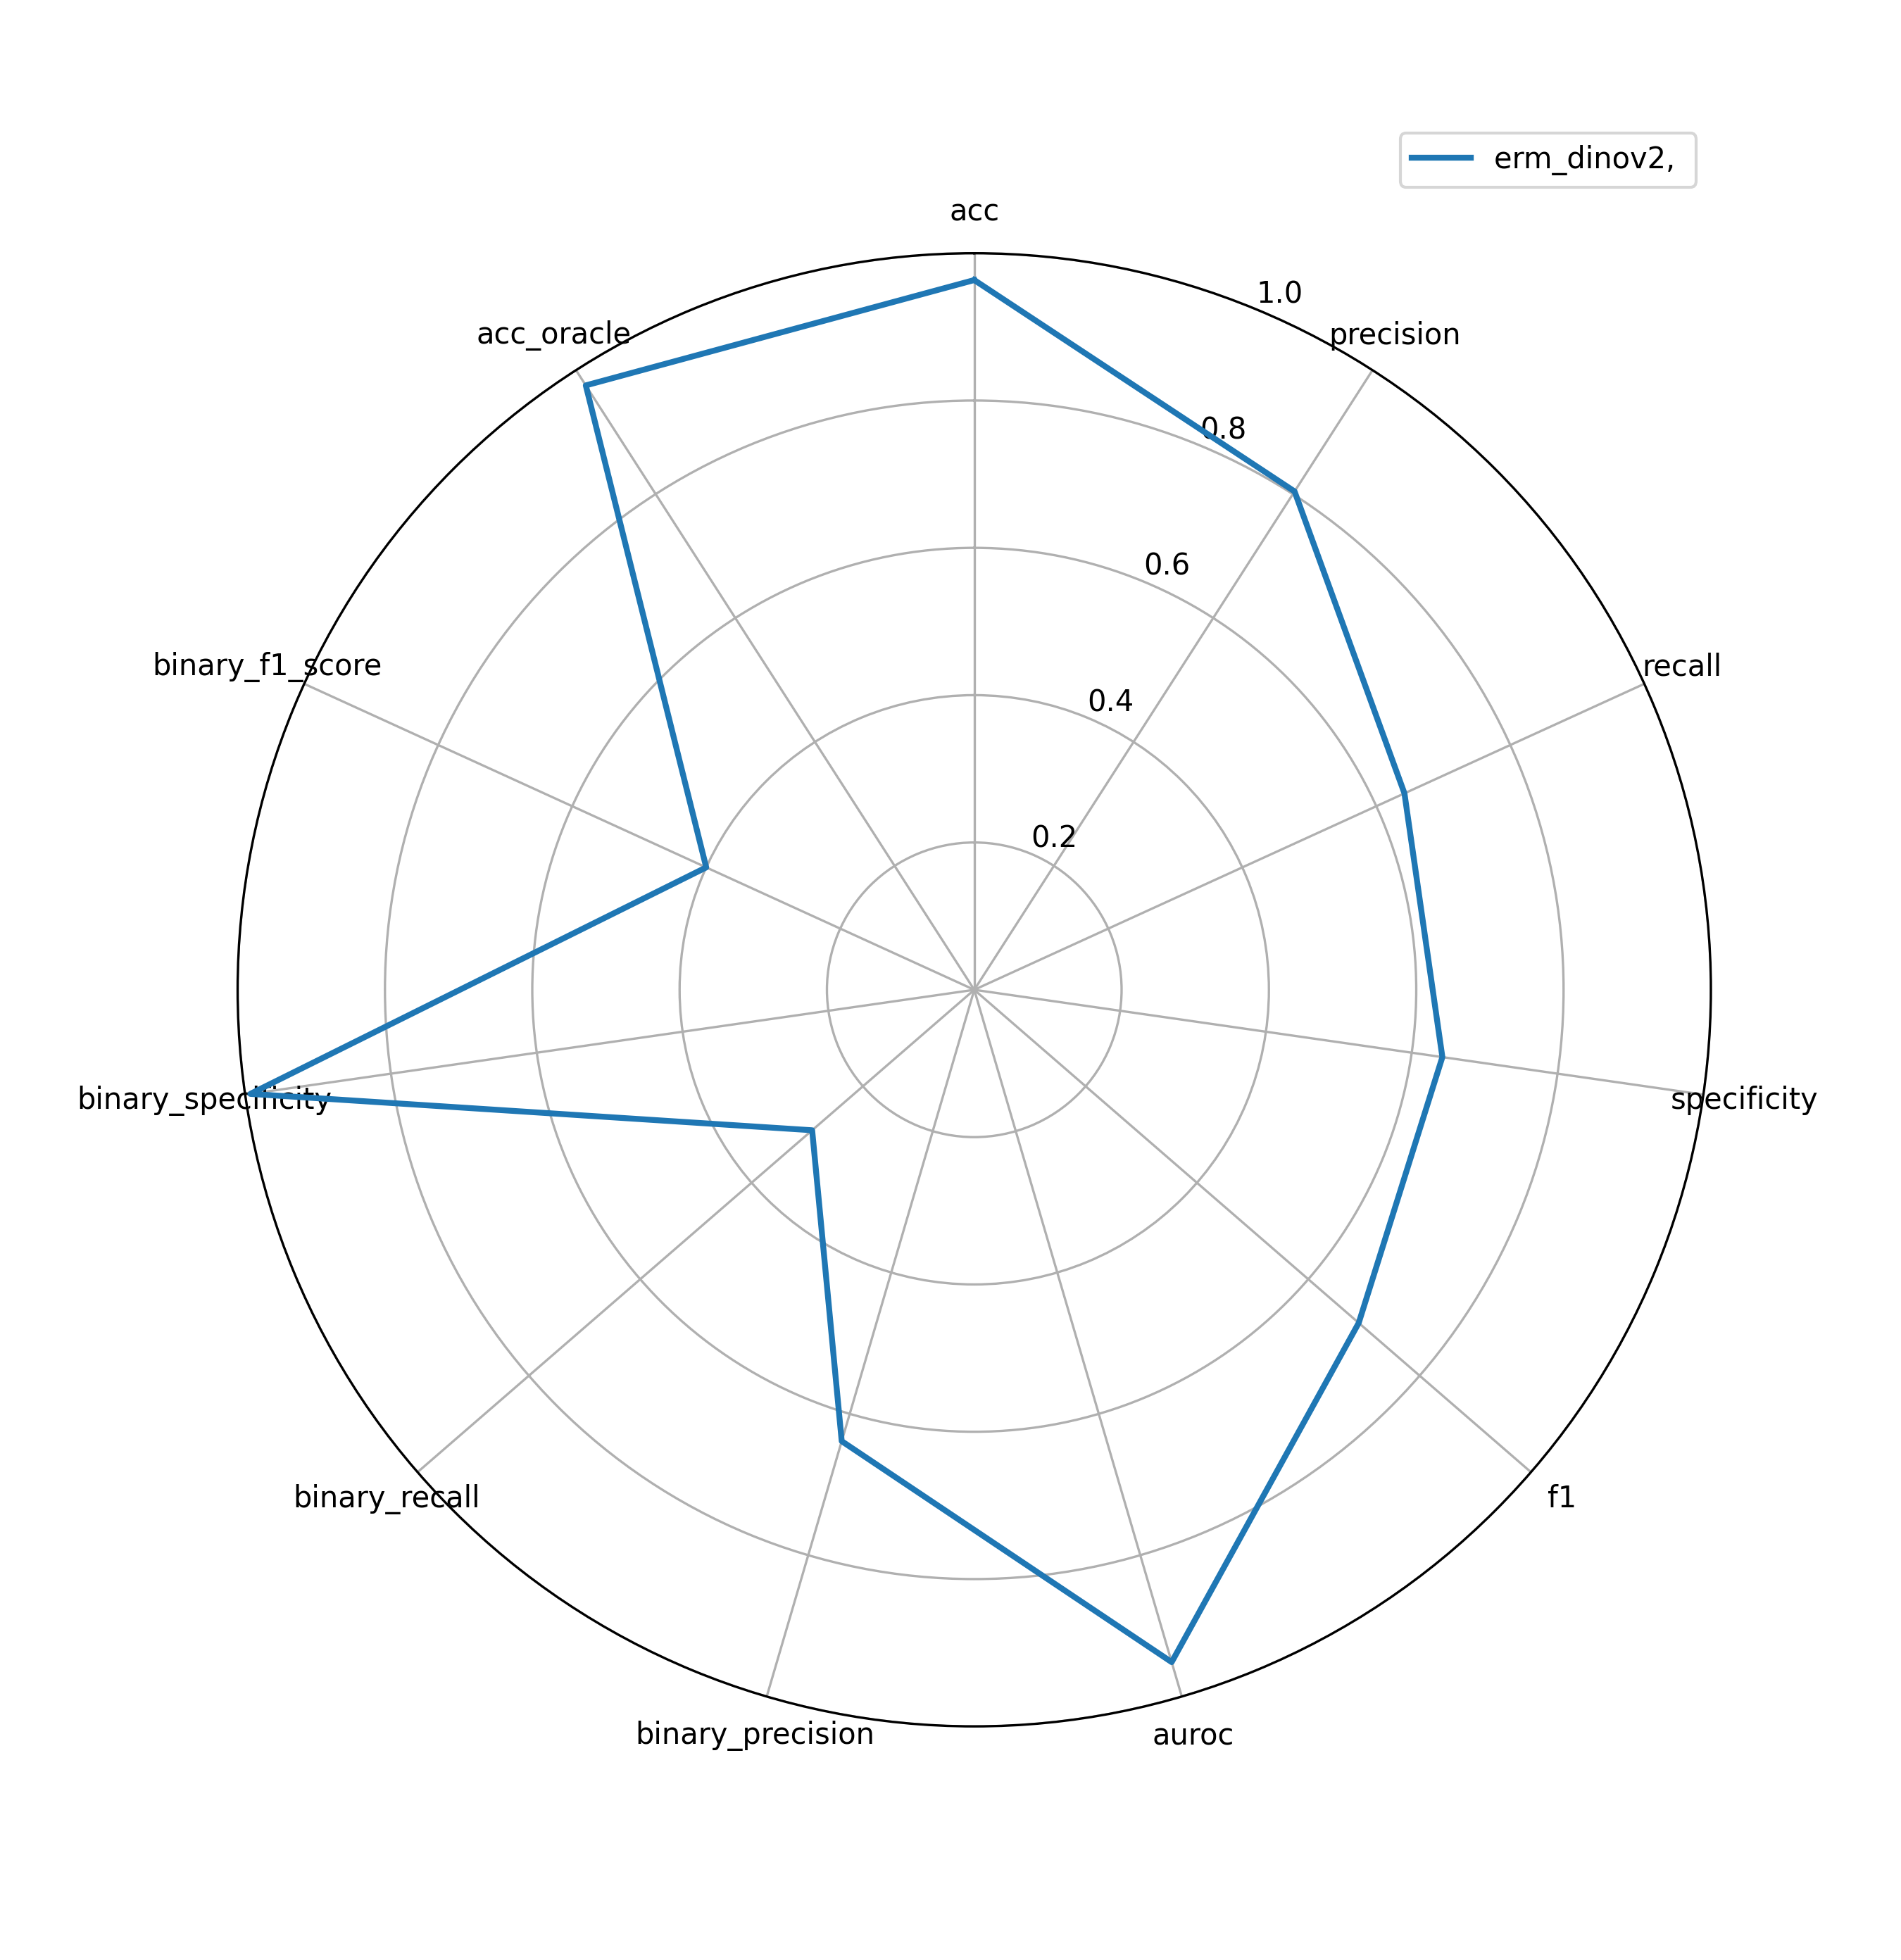 erm_dinov2,
acc
1.0
acc_oracle
precision
0.8
0.6
binary_f1_score
recall
0.4
0.2
binary_specificity
specificity
binary_recall
f1
binary_precision
auroc